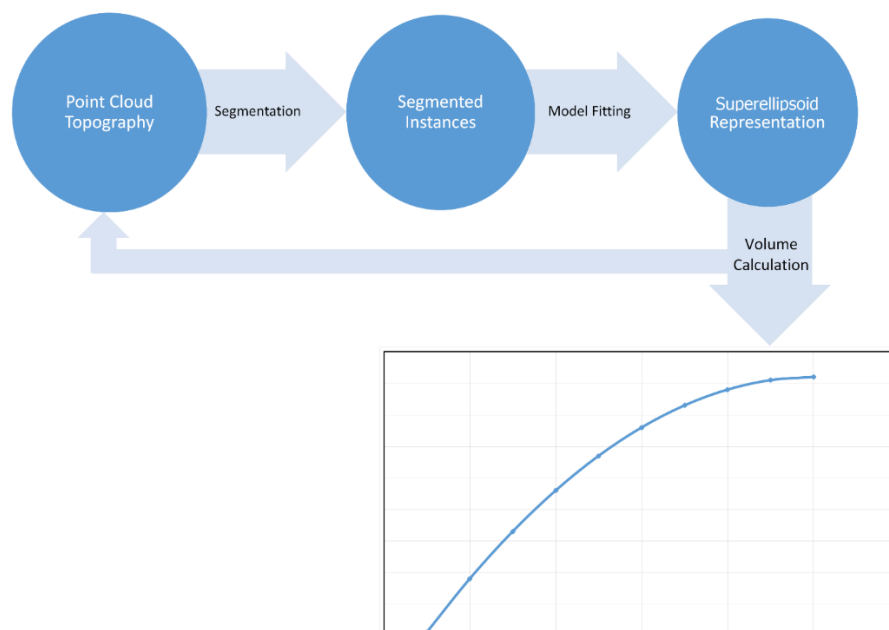 Point Cloud
Topography
Segmentation
Segmented
Instances
Model Fitting
Superellipsoid
Representation
Volume
Calculation